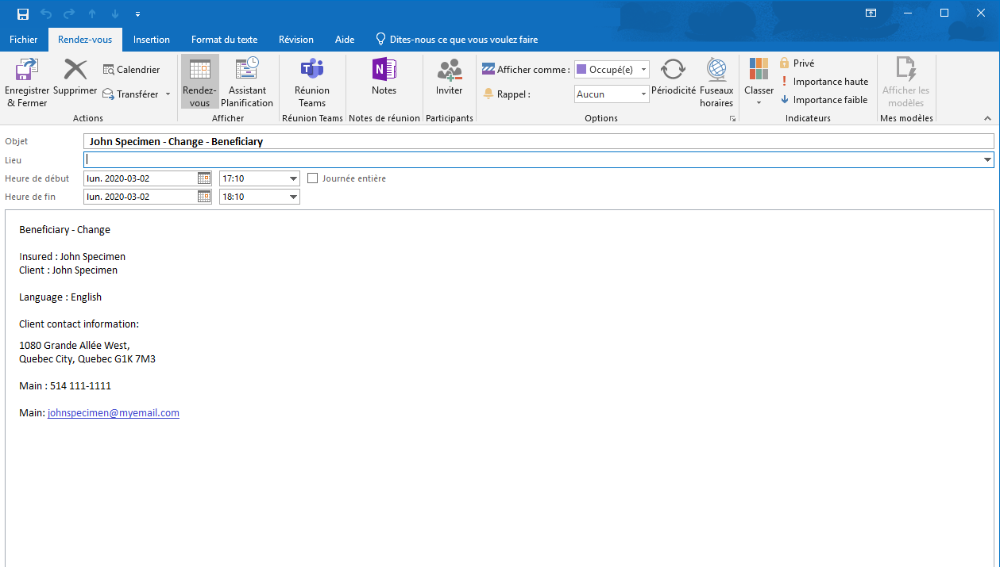 Fichier Rendez-vous Insertion Format du texte Révision Aide Dites-nous ce que vous voulez faire
Enregistrer & Fermer
Supprimer
Calendrier
Transférer
Actions
Rendez-vous
Assistant Planification
Afficher
Réunion Teams
Réunion Teams
Notes
Notes de réunion
Inviter
Participants
Afficher comme : Occupé(e)
Rappel : Aucun
Périodicité
Fuseaux horaires
Options
Classer
Privé
Importance haute
Importance faible
Indicateurs
Afficher les modèles
Mes modèles
Objet John Specimen - Change - Beneficiary
Lieu
Heure de début lun. 2020-03-02 17:10 Journée entière
Heure de fin lun. 2020-03-02 18:10
Beneficiary - Change
Insured : John Specimen
Client : John Specimen
Language : English
Client contact information:
1080 Grande Allée West,
Quebec City, Quebec G1K 7M3
Main : 514 111-1111
Main: johnspecimen@myemail.com